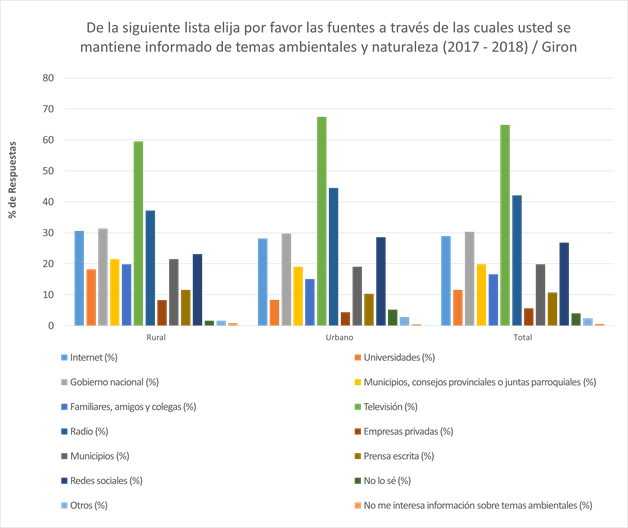 De la siguiente lista elija por favor las fuentes a través de las cuales usted se
mantiene informado de temas ambientales y naturaleza (2017 - 2018) / Giron
% de Respuestas
80
70
60
50
40
30
20
10
0
Rural
Urbano
Total
Internet (%)
Universidades (%)
Gobierno nacional (%)
Municipios, consejos provinciales o juntas parroquiales (%)
Familiares, amigos y colegas (%)
Televisión (%)
Radio (%)
Empresas privadas (%)
Municipios (%)
Prensa escrita (%)
Redes sociales (%)
No lo sé (%)
Otros (%)
No me interesa información sobre temas ambientales (%)